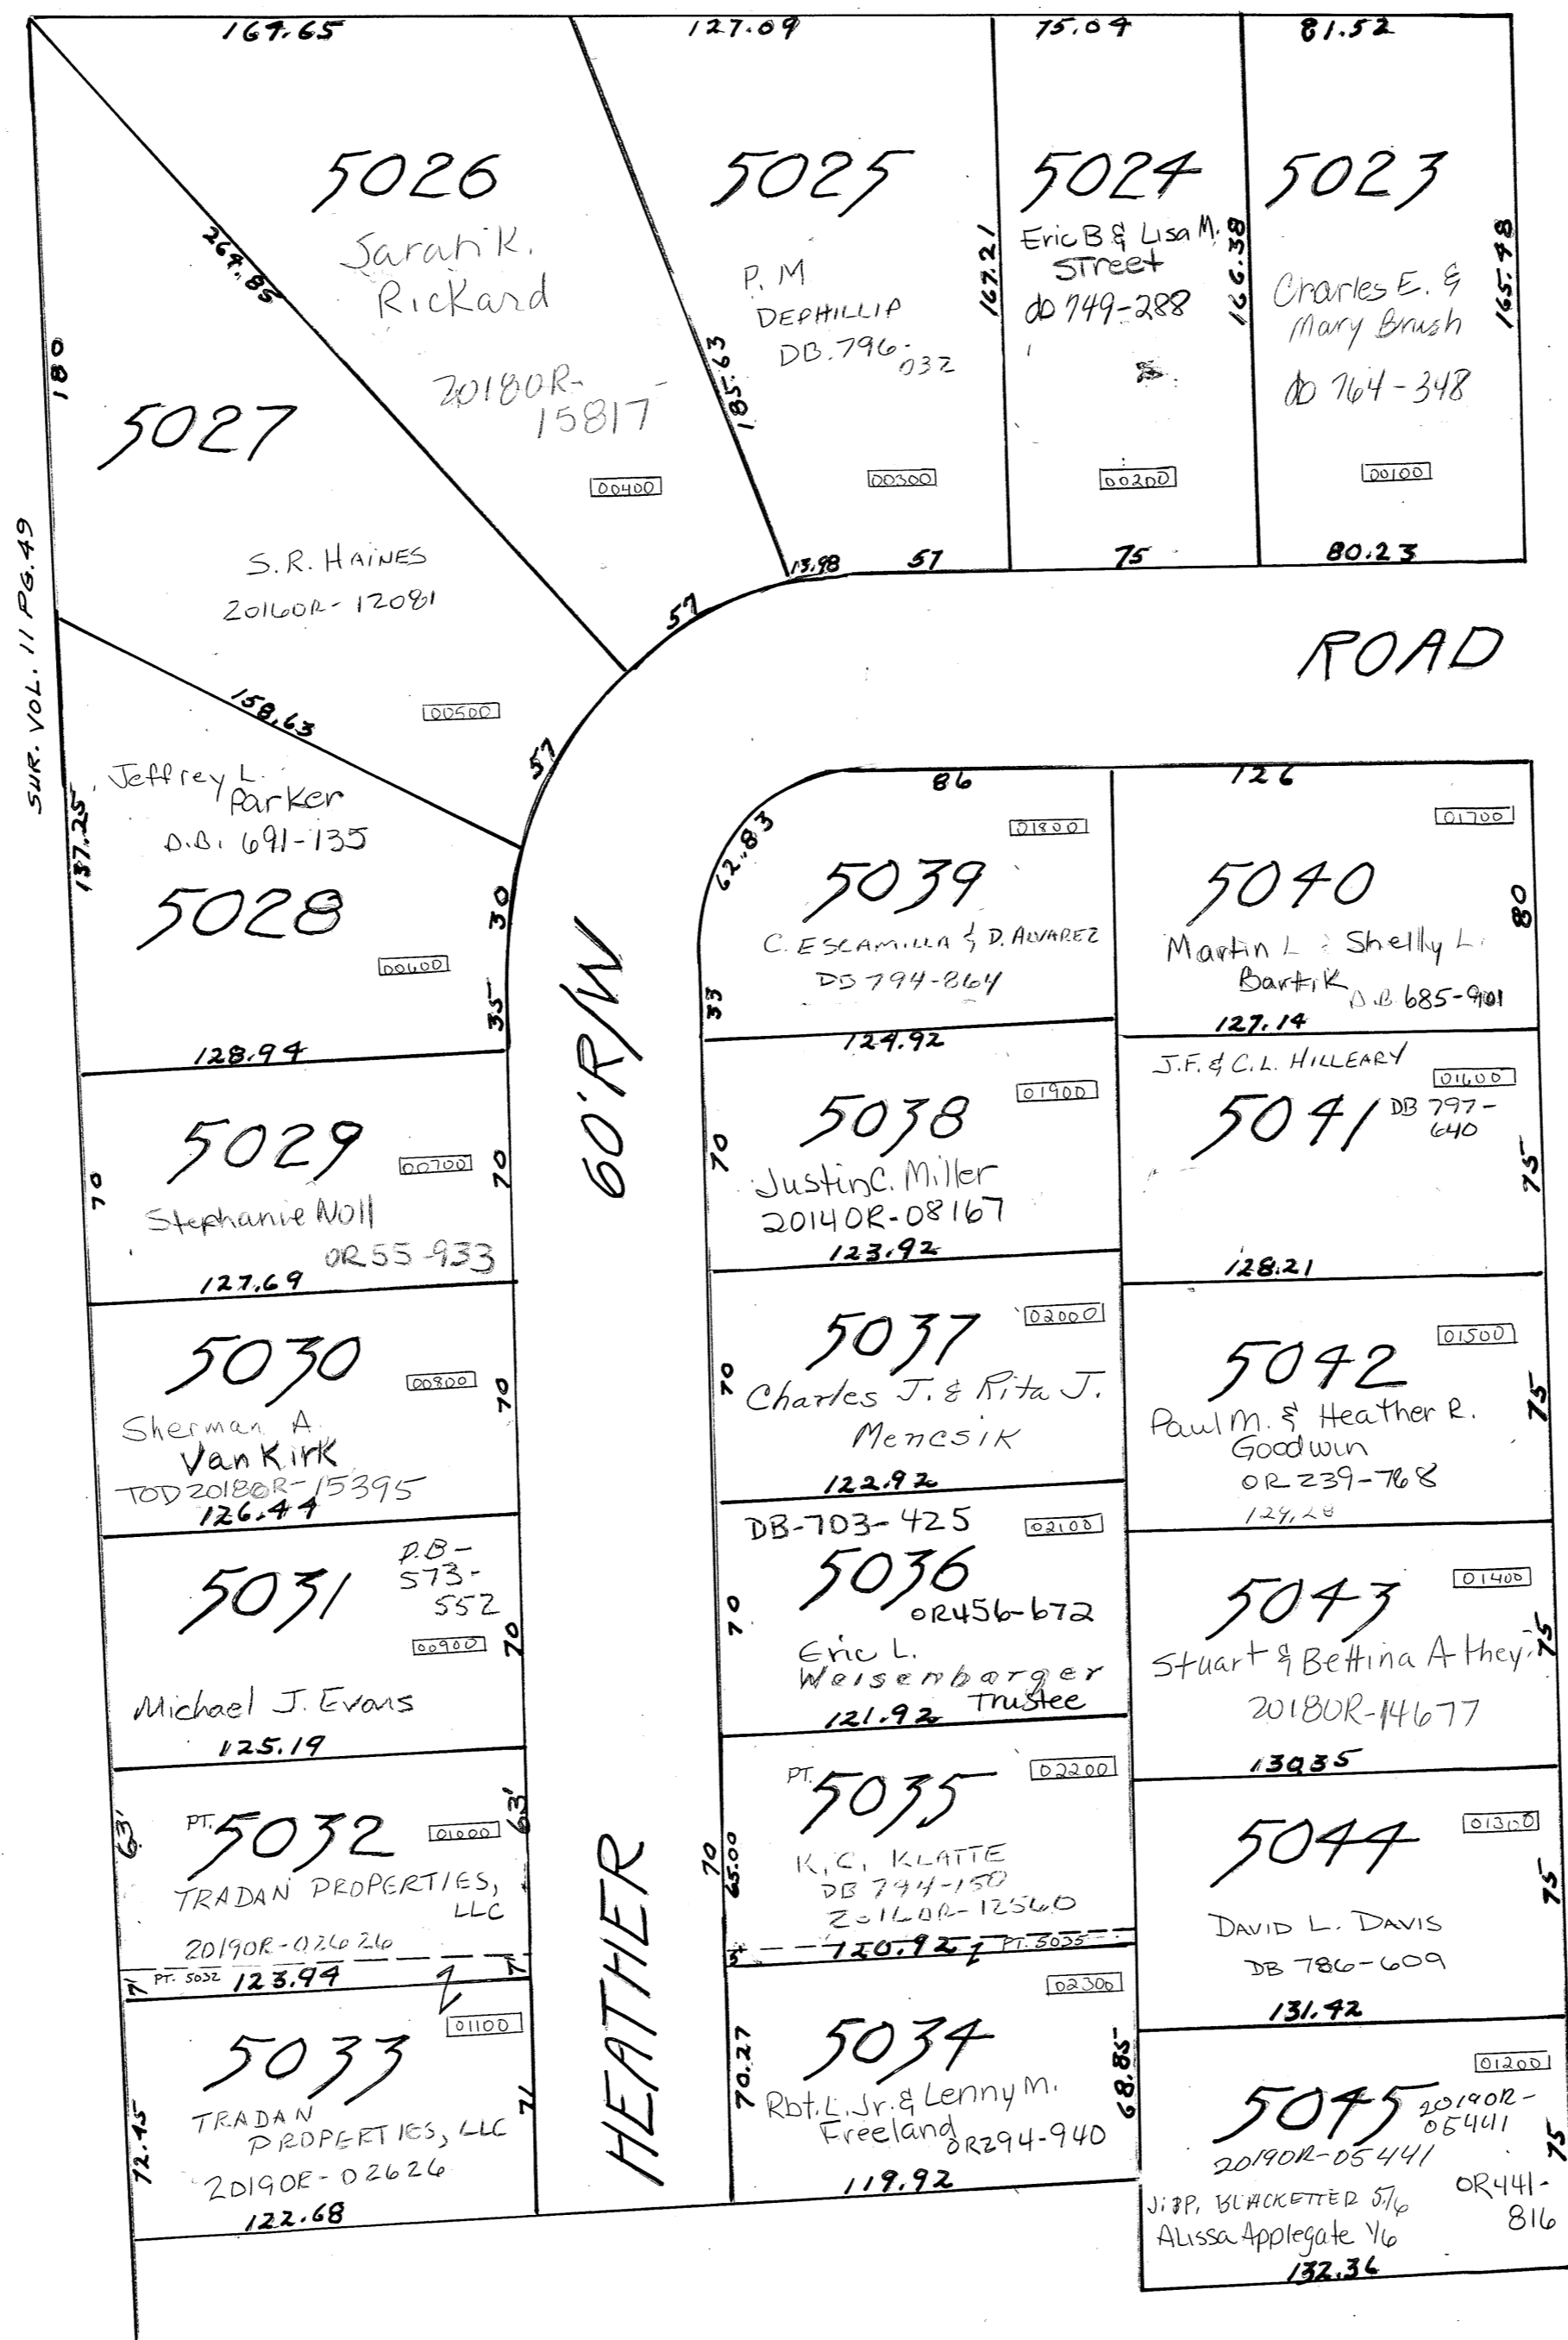 164.65
127.09
75.04
81.52
5026
Sarah K.
Rickard
2018OR-
15817
00400
264.85
185.63
5025
P. M
DEPHILLIP
DB. 796-
032
00300
13.98
57
167.21
5024
Eric B & Lisa M.
Street
DB 749-288
00200
75
166.38
5023
Charles E. &
Mary Brush
DB 764-348
00100
80.23
165.48
180
5027
S.R. HAINES
2016OR-12081
00500
57
57
158.63
SUR. VOL. 11 PG. 49
ROAD
Jeffrey L.
Parker
D.B. 691-135
5028
00600
137.25
30
35
128.94
5029
00700
70
70
Stephanie Noll
OR 55-933
127.69
5030
00800
70
Sherman A.
Van Kirk
TOD 2018OR-15395
126.44
5031
D.B-
573-
552
00900
70
Michael J. Evans
125.19
PT. 5032
01000
63'
63'
TRADAN PROPERTIES,
LLC
2019OR-02626
7'
PT. 5032
123.94
7'
5033
01100
TRADAN
PROPERTIES, LLC
2019OR-02626
72.45
71
122.68
60' R/W
HEATHER
86
62.83
01800
5039
C. ESCAMILLA & D. ALVAREZ
DB 794-864
33
124.92
5038
01900
70
Justin C. Miller
2014OR-08167
123.92
5037
02000
70
Charles J. & Rita J.
Mencsik
122.92
DB-703-425
02100
5036
OR456-672
70
Eric L.
Weisenbarger
Trustee
121.92
PT. 5035
02200
70
65.00
K.C. KLATTE
DB 794-150
2016OR-12560
5
120.92
PT. 5035
02300
5034
70.27
68.85
Rbt. L. Jr. & Lenny M.
Freeland
OR294-940
119.92
126
01700
5040
80
Martin L & Shelly L.
Bartik
D.B 685-901
127.14
J.F. & C.L. HILLEARY
01600
5041
DB 797-
640
75
128.21
01500
5042
75
Paul M. & Heather R.
Goodwin
OR 239-768
129.28
01400
5043
75
Stuart & Bettina Athey
2018OR-14677
130.35
01300
5044
75
DAVID L. DAVIS
DB 786-609
131.42
01200
5045
2019OR-
05441
2019OR-05441
75
OR441-
816
J. & P. BLACKETTER 5/6
Alissa Applegate 1/6
132.36